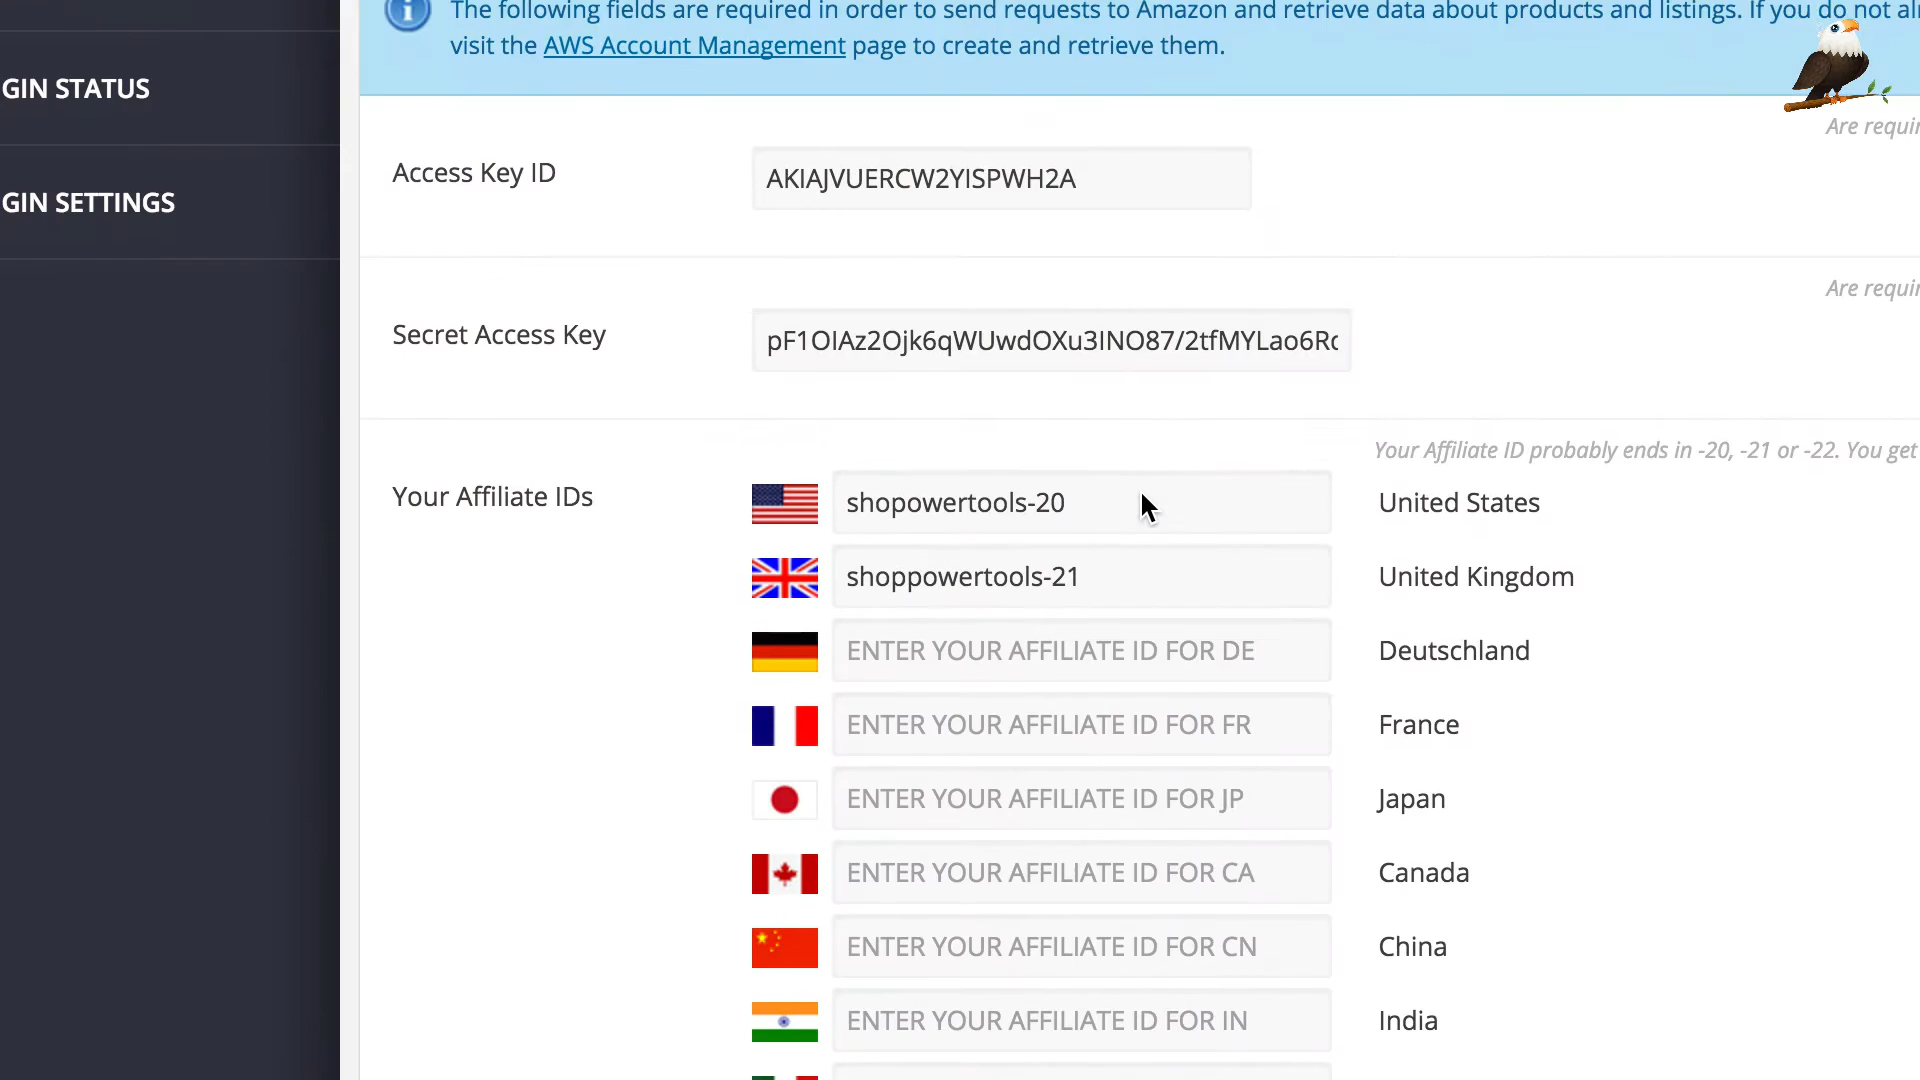 The following fields are required in order to send requests to Amazon and retrieve data about products and listings. If you do not
visit the AWS Account Management page to create and retrieve them.
GIN STATUS
Are requir
Access Key ID
AKIAJVUERCW2YISPWH2A
GIN SETTINGS
Are requir
Secret Access Key
Your Affiliate ID probably ends in -20, -21 or -22. You get
Your Affiliate IDs
shopowertools-20
United States
shoppowertools-21
United Kingdom
ENTER YOUR AFFILIATE ID FOR DE
Deutschland
ENTER YOUR AFFILIATE ID FOR FR
France
ENTER YOUR AFFILIATE ID FOR JP
Japan
ENTER YOUR AFFILIATE ID FOR CA
Canada
ENTER YOUR AFFILIATE ID FOR CN
China
ENTER YOUR AFFILIATE ID FOR IN
India